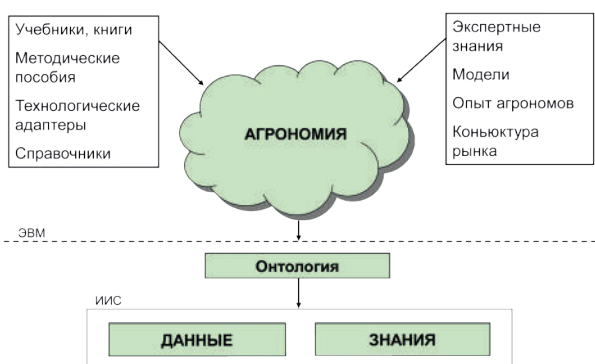 Учебники, книги
Методические
пособия
Технологические
адаптеры
Справочники
Экспертные
знания
Модели
Опыт агрономов
Коньюктура
рынка
АГРОНОМИЯ
ЭВМ
Онтология
ИИС
ДАННЫЕ
ЗНАНИЯ